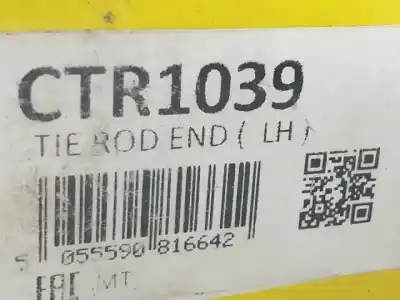 CTR1039
TIE ROD END ( LH )
5 055590 816642
EAC MT